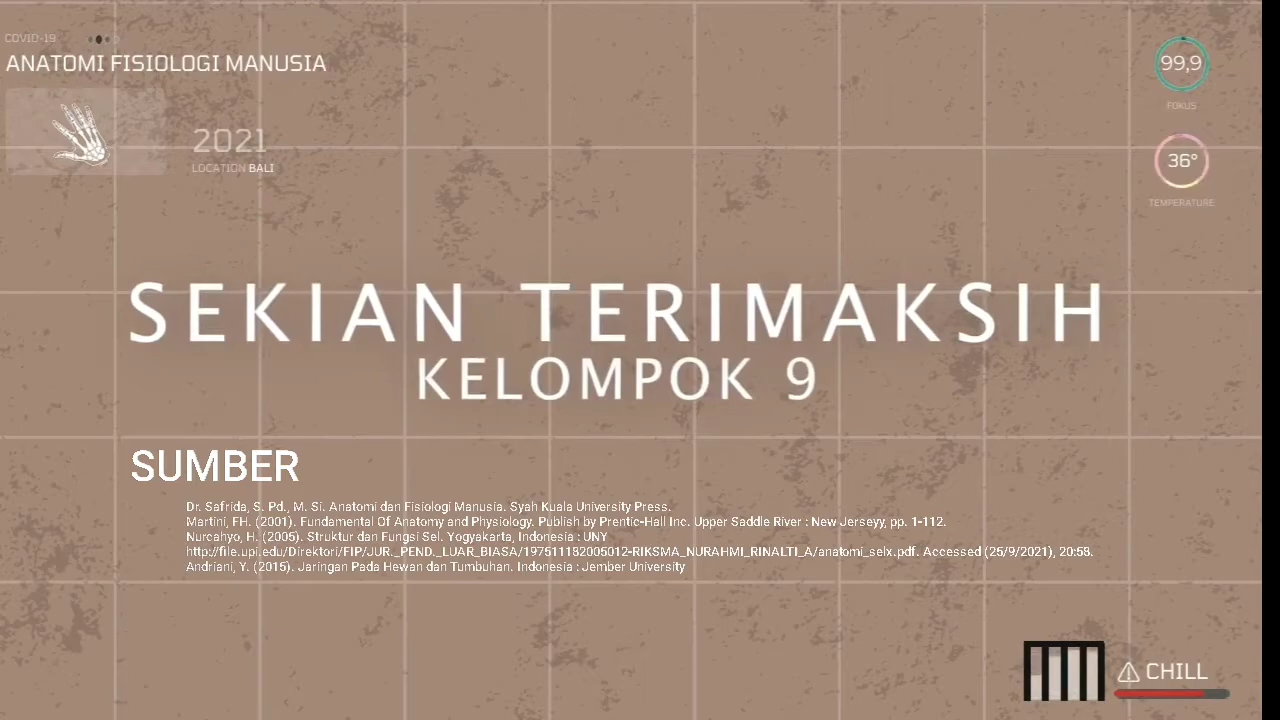 COVID-19
ANATOMI FISIOLOGI MANUSIA
2021
LOCATION BALI
99,9
FOKUS
36°
TEMPERATURE
SEKIAN TERIMAKSIH
KELOMPOK 9
SUMBER
Dr. Safrida, S. Pd., M. Si. Anatomi dan Fisiologi Manusia. Syah Kuala University Press.
Martini, FH. (2001). Fundamental Of Anatomy and Physiology. Publish by Prentic-Hall Inc. Upper Saddle River : New Jerseyy, pp. 1-112.
Nurcahyo, H. (2005). Struktur dan Fungsi Sel. Yogyakarta, Indonesia : UNY
http://file.upi.edu/Direktori/FIP/JUR._PEND._LUAR_BIASA/197511182005012-RIKSMA_NURAHMI_RINALTI_A/anatomi_selx.pdf. Accessed (25/9/2021), 20:58.
Andriani, Y. (2015). Jaringan Pada Hewan dan Tumbuhan. Indonesia : Jember University
CHILL